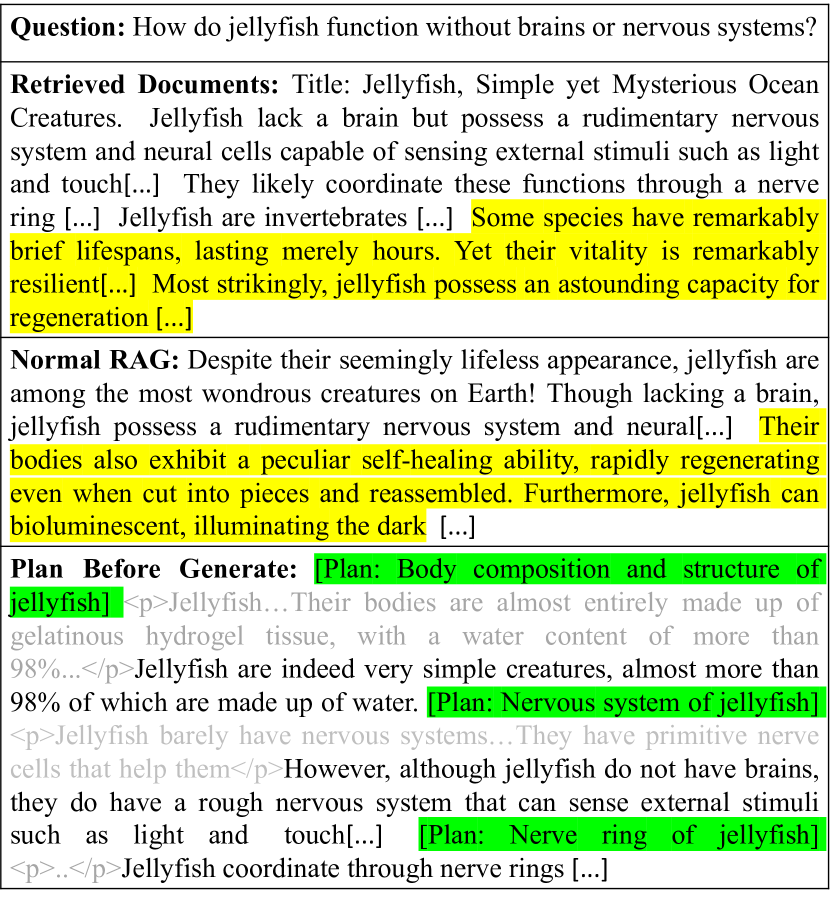 Question: How do jellyfish function without brains or nervous systems?
Retrieved Documents: Title: Jellyfish, Simple yet Mysterious Ocean
Creatures. Jellyfish lack a brain but possess a rudimentary nervous
system and neural cells capable of sensing external stimuli such as light
and touch[...] They likely coordinate these functions through a nerve
ring [...] Jellyfish are invertebrates [...] Some species have remarkably
brief lifespans, lasting merely hours. Yet their vitality is remarkably
resilient[...] Most strikingly, jellyfish possess an astounding capacity for
regeneration [...]
Normal RAG: Despite their seemingly lifeless appearance, jellyfish are
among the most wondrous creatures on Earth! Though lacking a brain,
jellyfish possess a rudimentary nervous system and neural[...] Their
bodies also exhibit a peculiar self-healing ability, rapidly regenerating
even when cut into pieces and reassembled. Furthermore, jellyfish can
bioluminescent, illuminating the dark [...]
Plan Before Generate: [Plan: Body composition and structure of
jellyfish] <p>Jellyfish…Their bodies are almost entirely made up of
gelatinous hydrogel tissue, with a water content of more than
98%...</p>Jellyfish are indeed very simple creatures, almost more than
98% of which are made up of water. [Plan: Nervous system of jellyfish]
<p>Jellyfish barely have nervous systems…They have primitive nerve
cells that help them</p>However, although jellyfish do not have brains,
they do have a rough nervous system that can sense external stimuli
such as light and touch[...] [Plan: Nerve ring of jellyfish]
<p>..</p>Jellyfish coordinate through nerve rings [...]